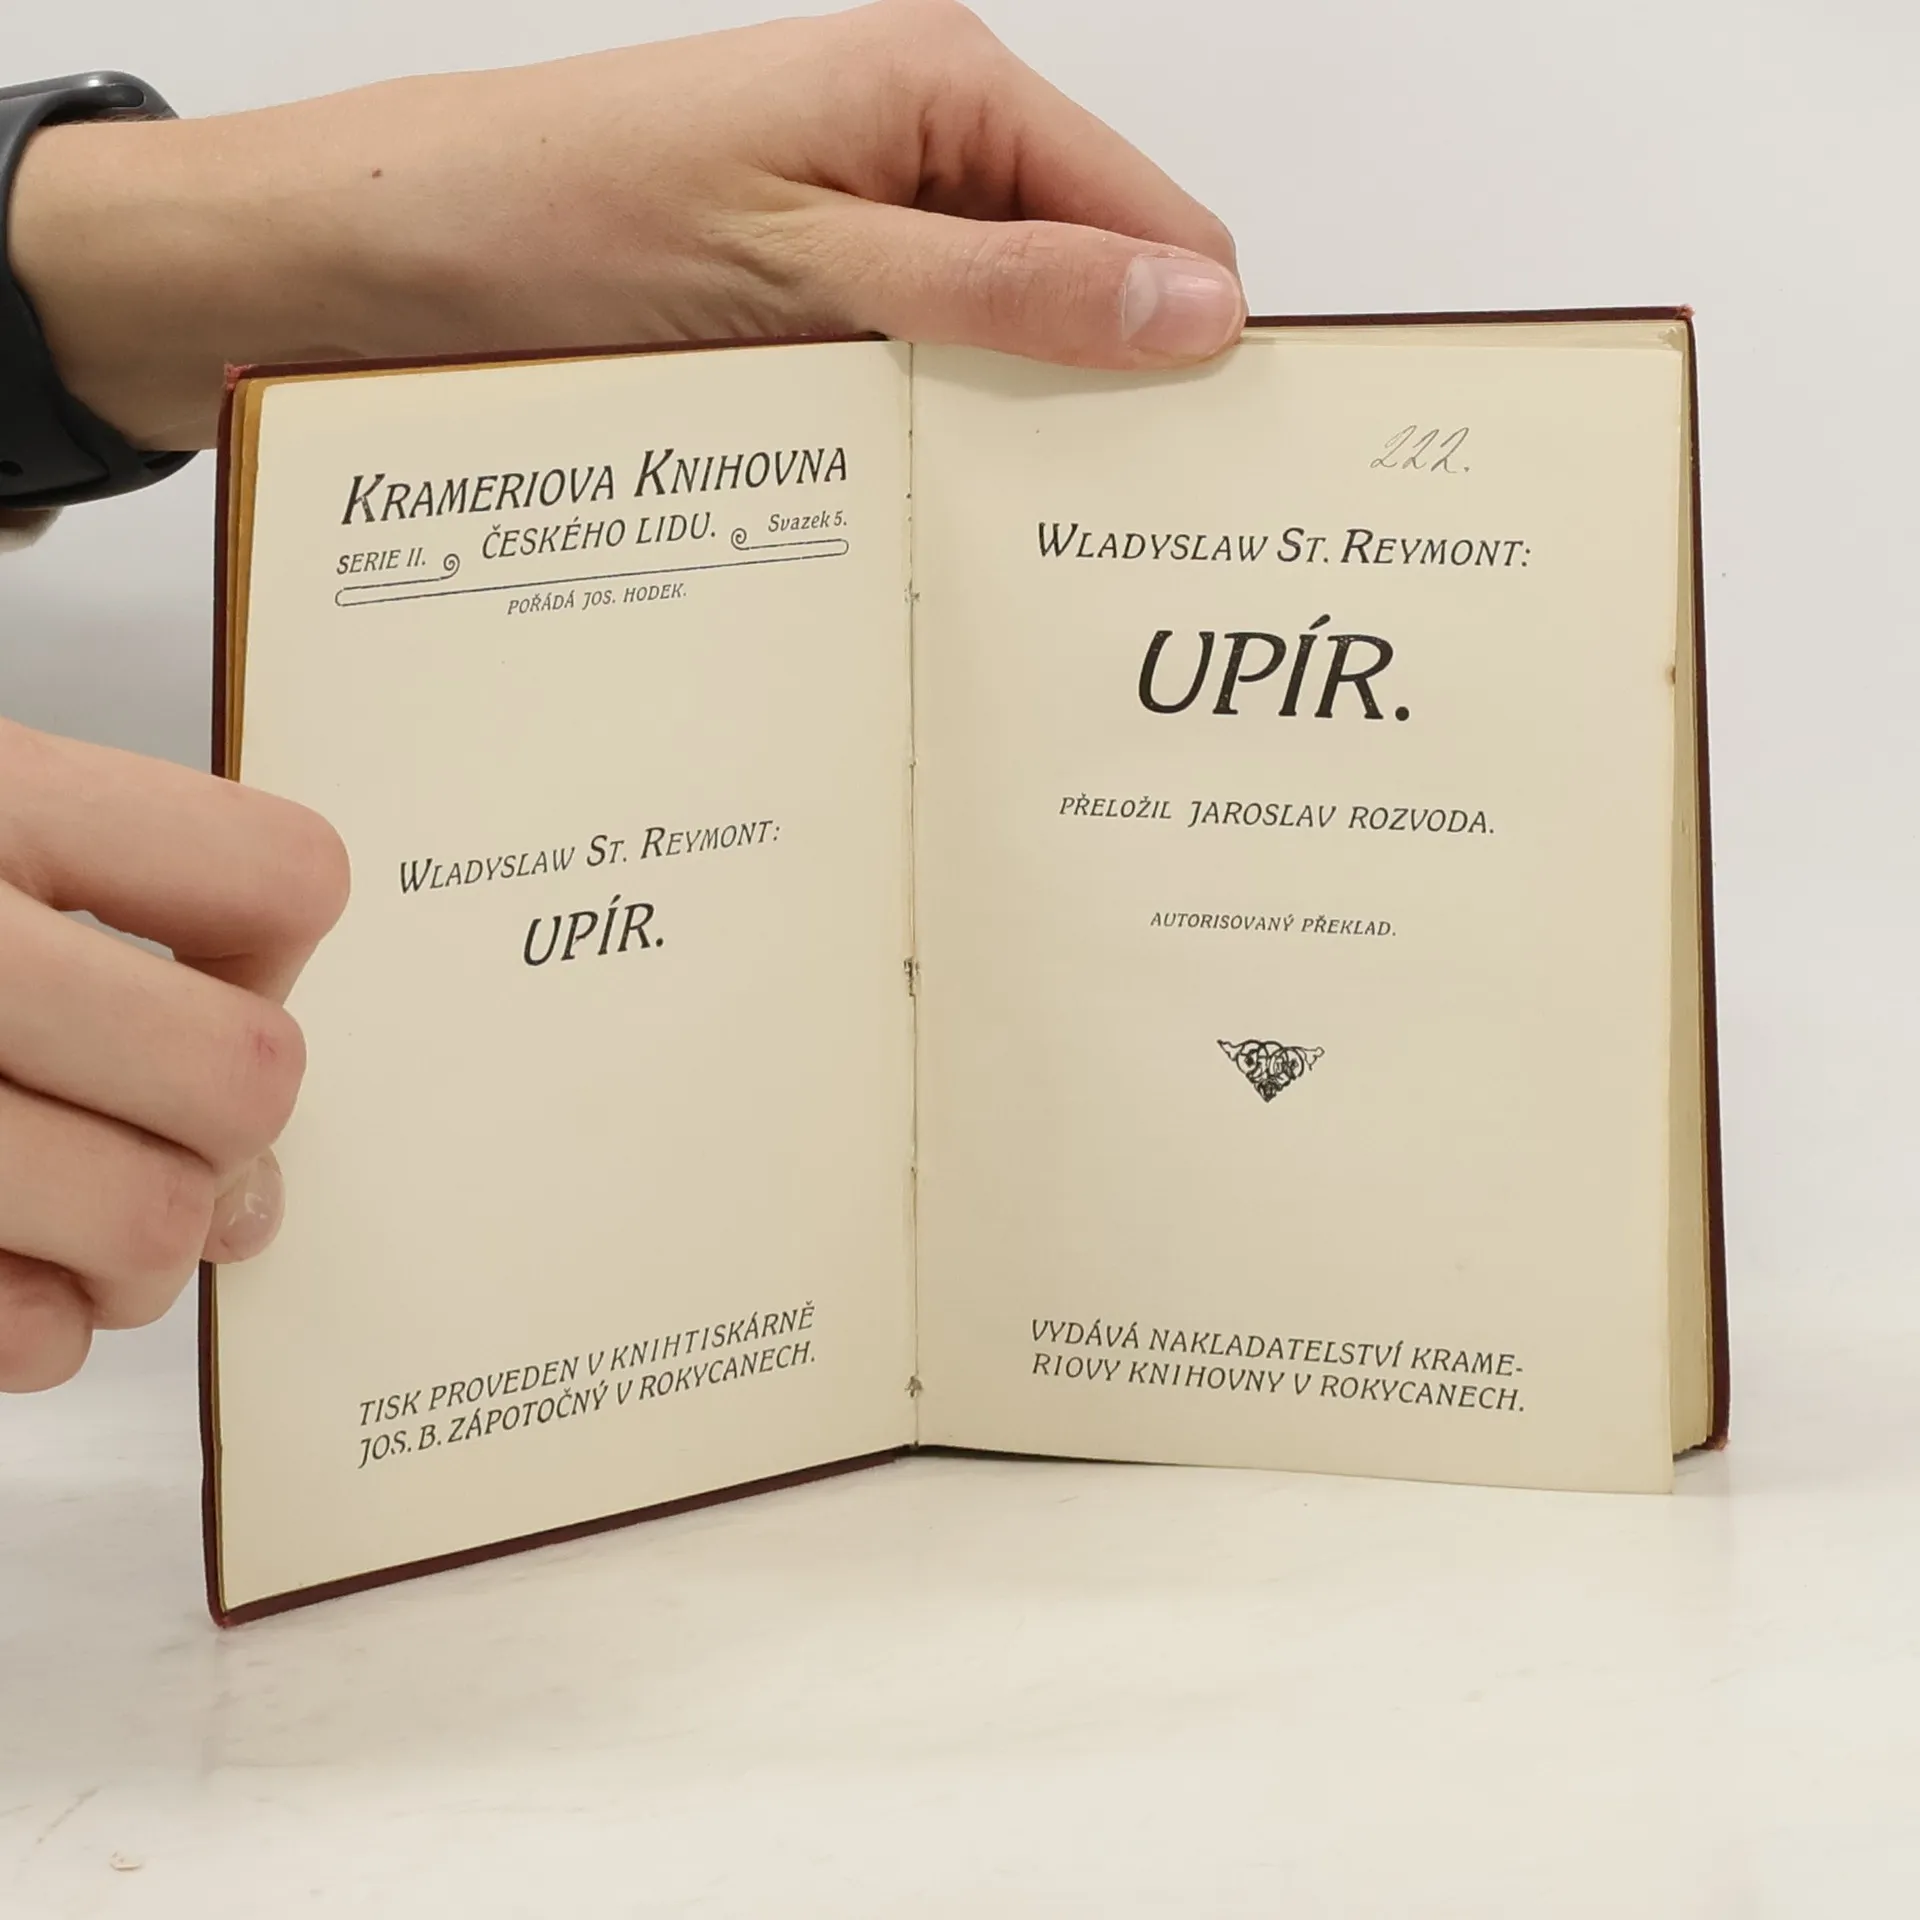 KRAMERIOVA KNIHOVNA
SERIE II. ČESKÉHO LIDU. Svazek 5.
POŘÁDÁ JOS. HODEK.
WLADYSLAW ST. REYMONT:
UPÍR.
TISK PROVEDEN V KNIHTISKÁRNĚ
JOS. B. ZÁPOTOČNÝ V ROKYCANECH.
222.
WLADYSLAW ST. REYMONT:
UPÍR.
PŘELOŽIL JAROSLAV ROZVODA.
AUTORISOVANÝ PŘEKLAD.
VYDÁVÁ NAKLADATELSTVÍ KRAME-
RIOVY KNIHOVNY V ROKYCANECH.